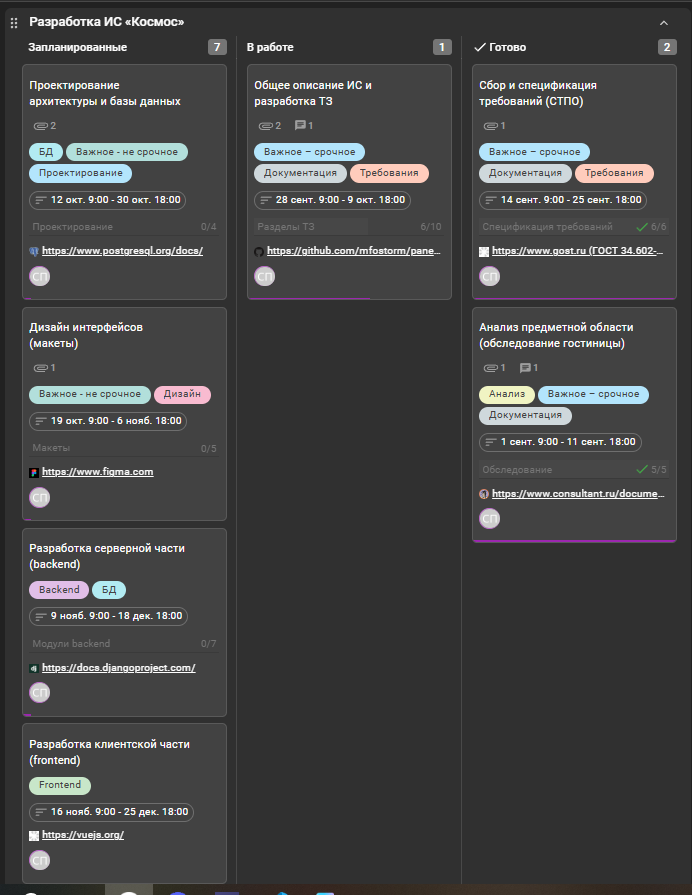 Разработка ИС «Космос»
Запланированные 7
Проектирование
архитектуры и базы данных
2
БД Важное - не срочное
Проектирование
12 окт. 9:00 - 30 окт. 18:00
Проектирование 0/4
https://www.postgresql.org/docs/
СП
Дизайн интерфейсов
(макеты)
1
Важное - не срочное Дизайн
19 окт. 9:00 - 6 нояб. 18:00
Макеты 0/5
https://www.figma.com
СП
Разработка серверной части
(backend)
Backend БД
9 нояб. 9:00 - 18 дек. 18:00
Модули backend 0/7
https://docs.djangoproject.com/
СП
Разработка клиентской части
(frontend)
Frontend
16 нояб. 9:00 - 25 дек. 18:00
https://vuejs.org/
СП
В работе 1
Общее описание ИС и
разработка ТЗ
2 1
Важное – срочное
Документация Требования
28 сент. 9:00 - 9 окт. 18:00
Разделы ТЗ 6/10
https://github.com/mfostorm/pane...
СП
Готово 2
Сбор и спецификация
требований (СТПО)
1
Важное – срочное
Документация Требования
14 сент. 9:00 - 25 сент. 18:00
Спецификация требований 6/6
https://www.gost.ru (ГОСТ 34.602-...
СП
Анализ предметной области
(обследование гостиницы)
1 1
Анализ Важное – срочное
Документация
1 сент. 9:00 - 11 сент. 18:00
Обследование 5/5
https://www.consultant.ru/docume...
СП